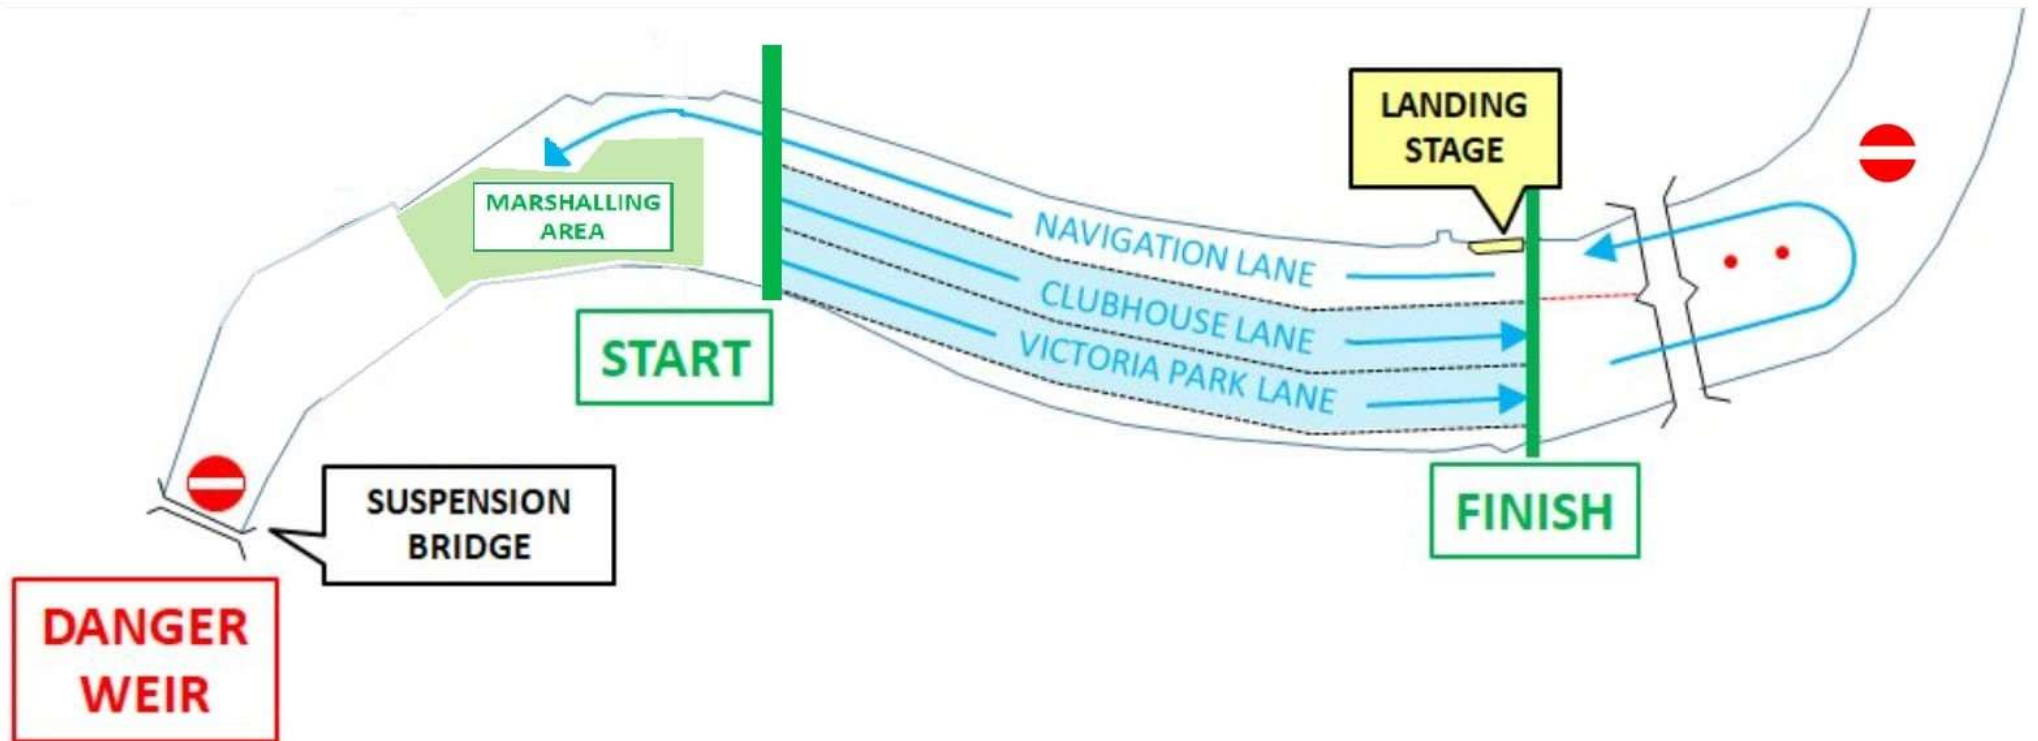 LANDING
STAGE
MARSHALLING
AREA
NAVIGATION LANE
CLUBHOUSE LANE
VICTORIA PARK LANE
START
FINISH
SUSPENSION
BRIDGE
DANGER
WEIR